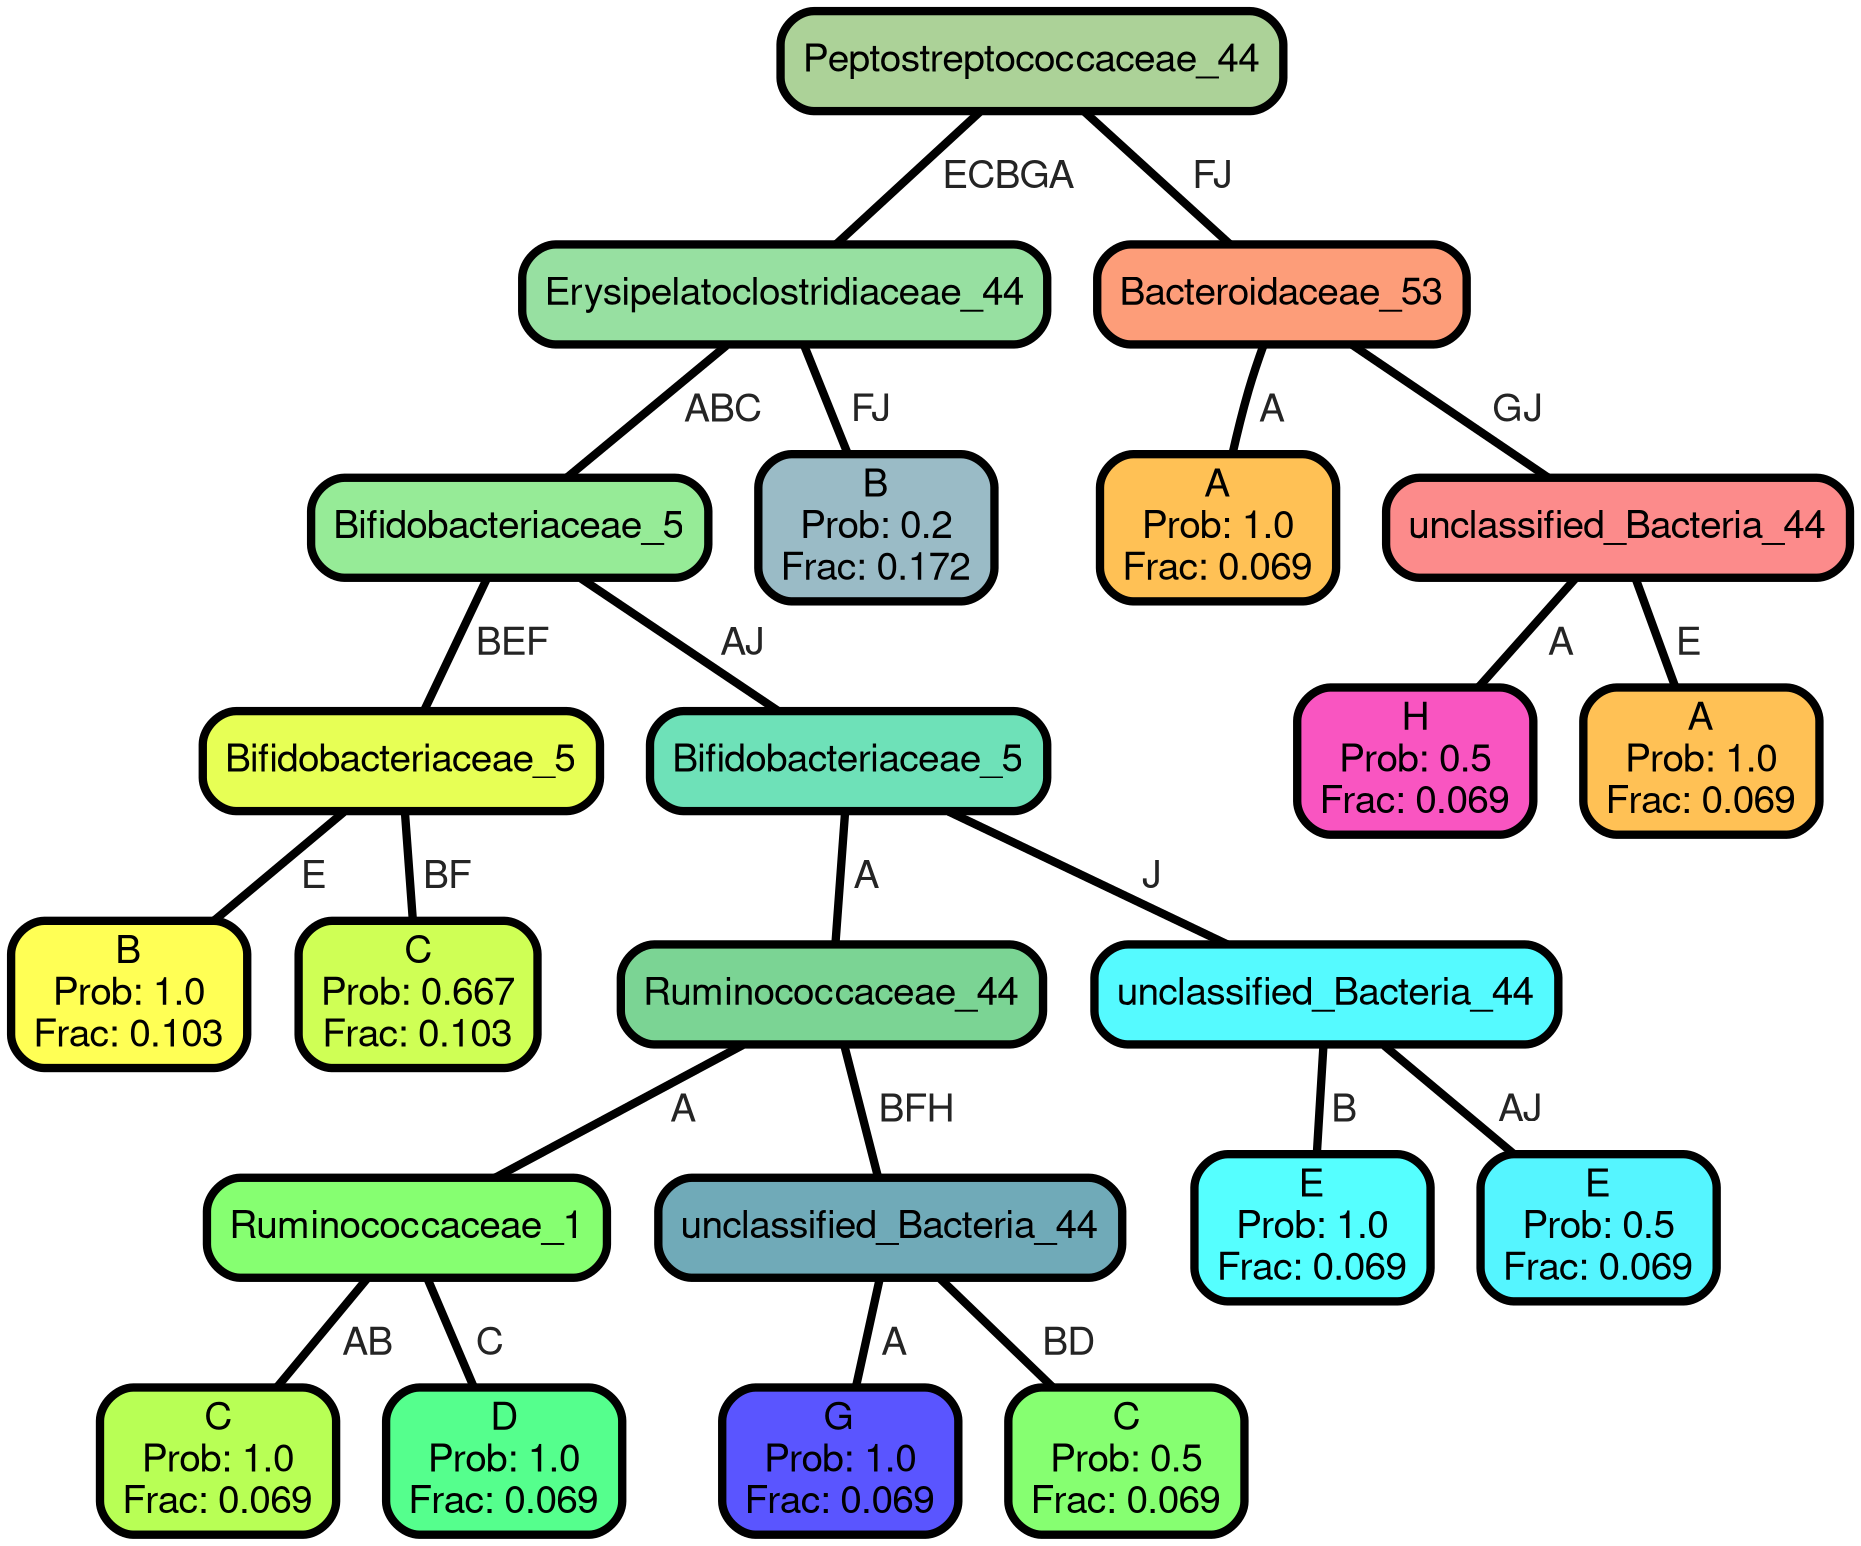 Peptostreptococcaceae_44
ECBGA
FJ
Erysipelatoclostridiaceae_44
Bacteroidaceae_53
ABC
FJ
A
GJ
Bifidobacteriaceae_5
B
Prob: 0.2
Frac: 0.172
A
Prob: 1.0
Frac: 0.069
unclassified_Bacteria_44
BEF
AJ
A
E
Bifidobacteriaceae_5
Bifidobacteriaceae_5
H
Prob: 0.5
Frac: 0.069
A
Prob: 1.0
Frac: 0.069
E
BF
A
J
B
Prob: 1.0
Frac: 0.103
C
Prob: 0.667
Frac: 0.103
Ruminococcaceae_44
unclassified_Bacteria_44
A
BFH
B
AJ
Ruminococcaceae_1
unclassified_Bacteria_44
E
Prob: 1.0
Frac: 0.069
E
Prob: 0.5
Frac: 0.069
AB
C
A
BD
C
Prob: 1.0
Frac: 0.069
D
Prob: 1.0
Frac: 0.069
G
Prob: 1.0
Frac: 0.069
C
Prob: 0.5
Frac: 0.069